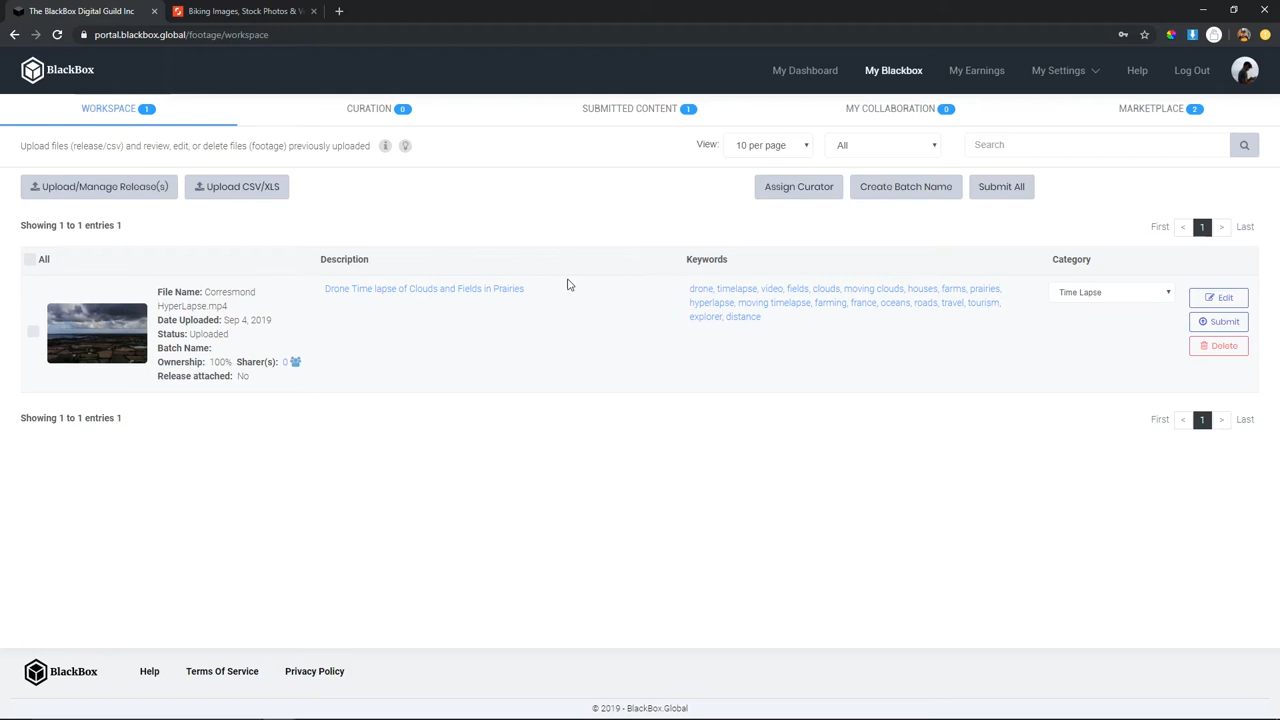 The BlackBox Digital Guild Inc
Biking Images, Stock Photos & V
portal.blackbox.global/footage/workspace
BlackBox
My Dashboard
My Blackbox
My Earnings
My Settings
Help
Log Out
WORKSPACE 1
CURATION 0
SUBMITTED CONTENT 1
MY COLLABORATION 0
MARKETPLACE 2
Upload files (release/csv) and review, edit, or delete files (footage) previously uploaded
View:
10 per page
All
Search
Upload/Manage Release(s)
Upload CSV/XLS
Assign Curator
Create Batch Name
Submit All
Showing 1 to 1 entries 1
First < 1 > Last
All
Description
Keywords
Category
File Name: Corresmond
HyperLapse.mp4
Date Uploaded: Sep 4, 2019
Status: Uploaded
Batch Name:
Ownership: 100% Sharer(s): 0
Release attached: No
Drone Time lapse of Clouds and Fields in Prairies
drone, timelapse, video, fields, clouds, moving clouds, houses, farms, prairies,
hyperlapse, moving timelapse, farming, france, oceans, roads, travel, tourism,
explorer, distance
Time Lapse
Edit
Submit
Delete
Showing 1 to 1 entries 1
First < 1 > Last
BlackBox
Help
Terms Of Service
Privacy Policy
© 2019 - BlackBox.Global